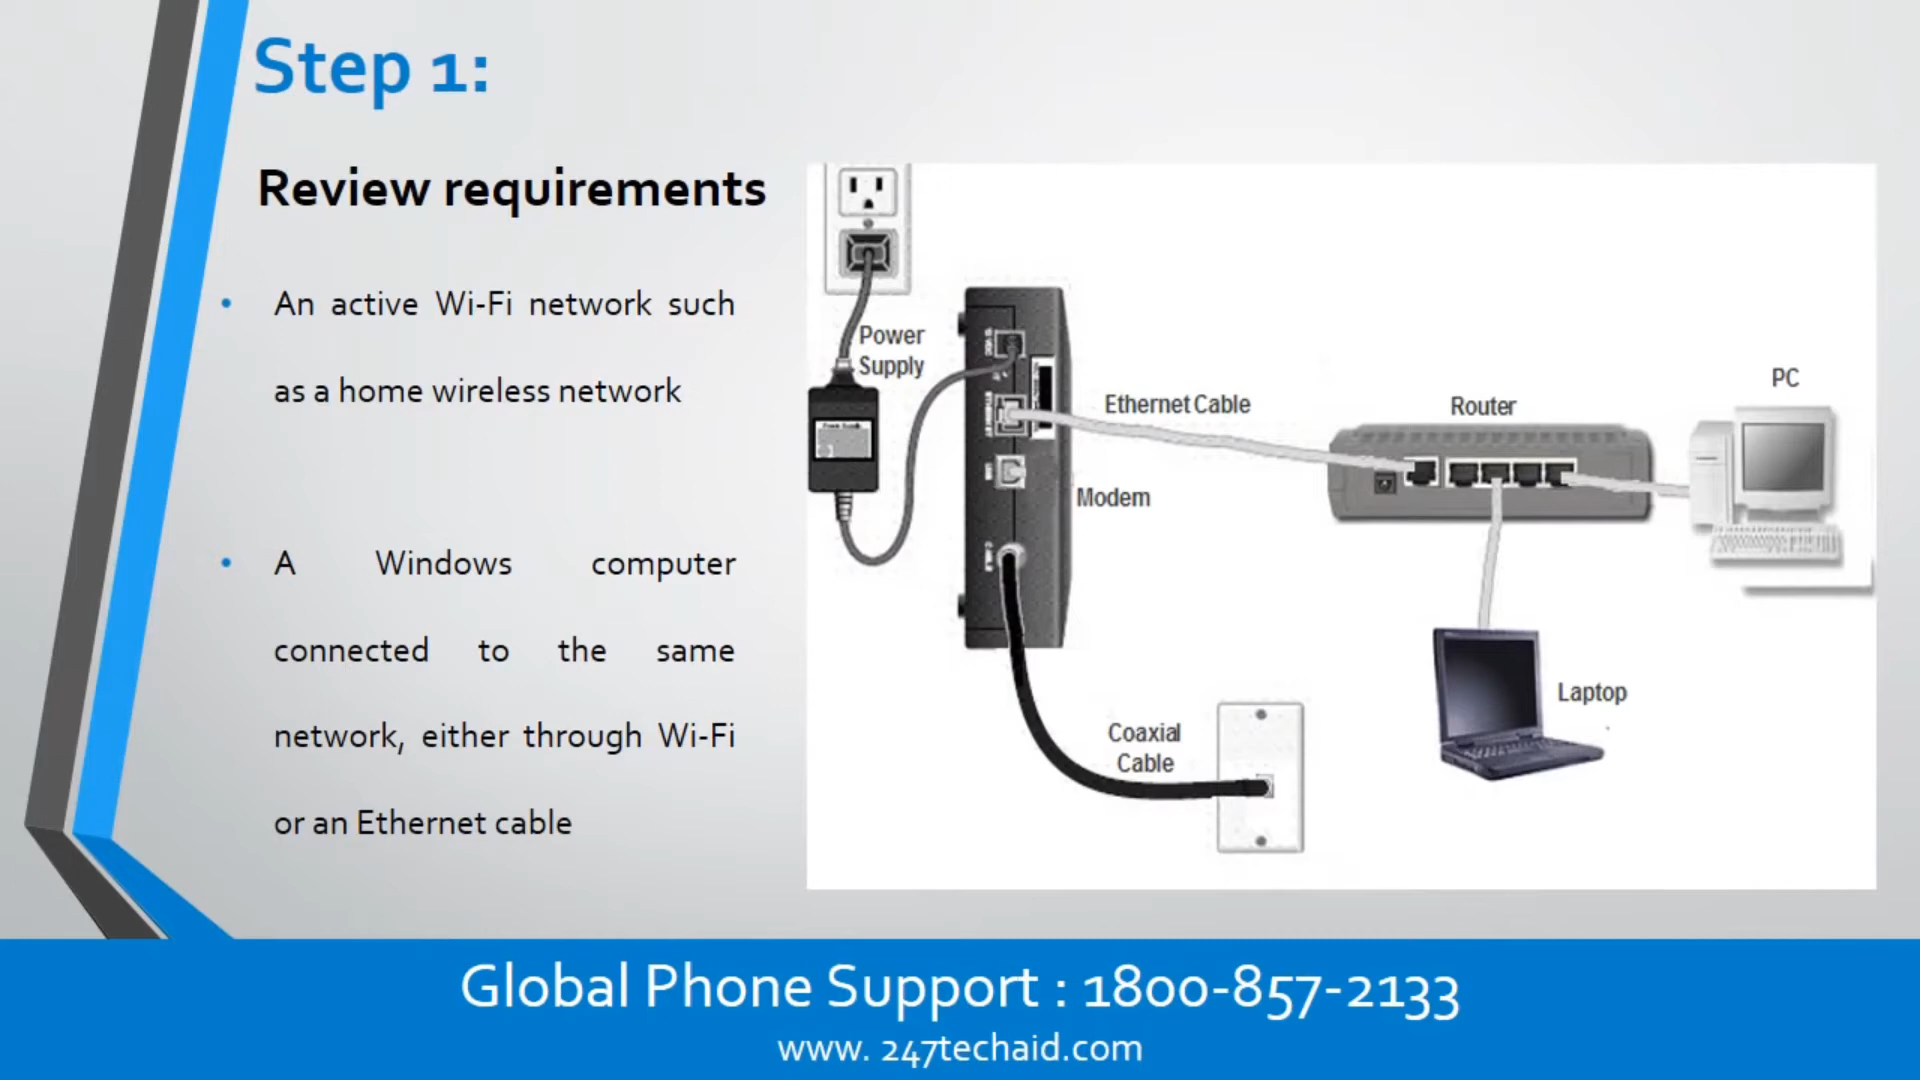 Step 1:
Review requirements
• An active Wi-Fi network such
as a home wireless network
• A Windows computer
connected to the same
network, either through Wi-Fi
or an Ethernet cable
Power
Supply
Ethernet Cable
Router
PC
Modem
Laptop
Coaxial
Cable
Global Phone Support : 1800-857-2133
www. 247techaid.com